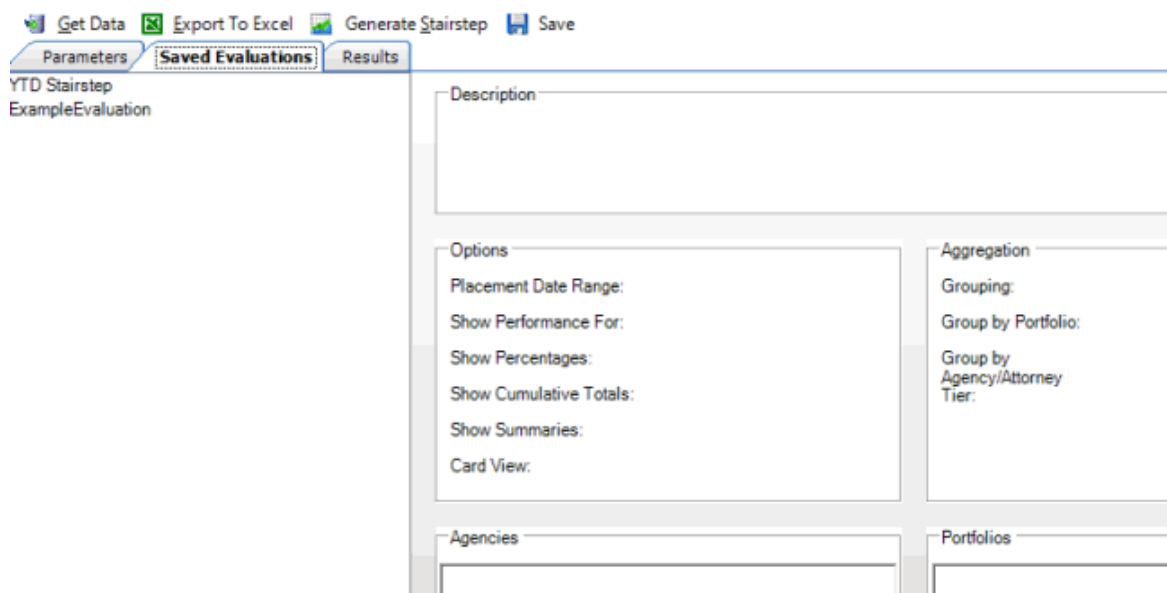 Get Data Export To Excel Generate Stairstep Save
Parameters Saved Evaluations Results
YTD Stairstep
ExampleEvaluation
Description
Options
Placement Date Range:
Show Performance For:
Show Percentages:
Show Cumulative Totals:
Show Summaries:
Card View:
Aggregation
Grouping:
Group by Portfolio:
Group by
Agency/Attorney
Tier:
Agencies
Portfolios